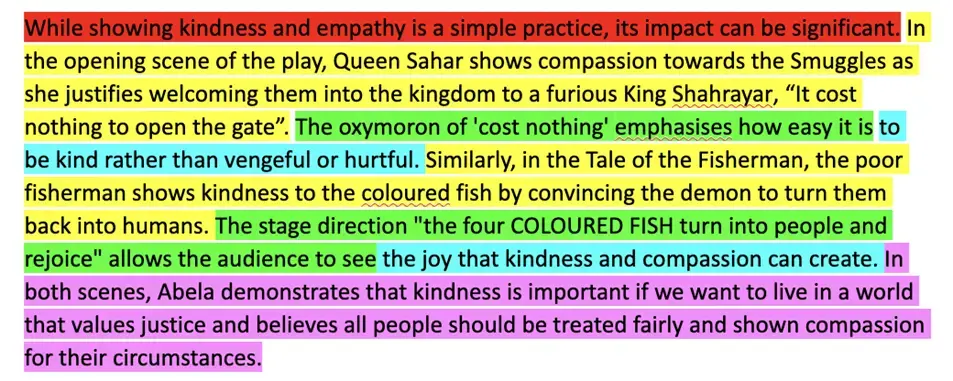 While showing kindness and empathy is a simple practice, its impact can be significant. In
the opening scene of the play, Queen Sahar shows compassion towards the Smuggles as
she justifies welcoming them into the kingdom to a furious King Shahrayar, “It cost
nothing to open the gate”. The oxymoron of 'cost nothing' emphasises how easy it is to
be kind rather than vengeful or hurtful. Similarly, in the Tale of the Fisherman, the poor
fisherman shows kindness to the coloured fish by convincing the demon to turn them
back into humans. The stage direction "the four COLOURED FISH turn into people and
rejoice" allows the audience to see the joy that kindness and compassion can create. In
both scenes, Abela demonstrates that kindness is important if we want to live in a world
that values justice and believes all people should be treated fairly and shown compassion
for their circumstances.